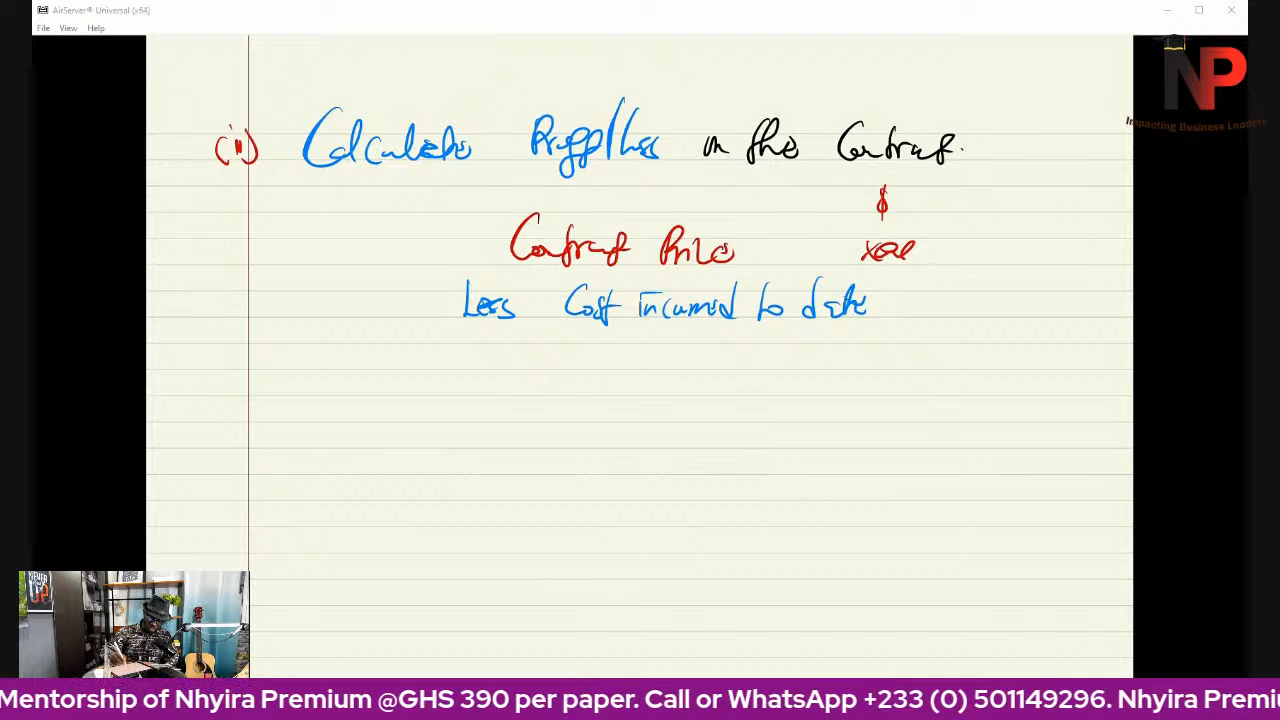 AirServer® Universal (x64)
File View Help
NP
Impacting Business Leaders
(ii) Calculate Profit/Loss on the Contract.
$
Contract Price xxx
Less Cost incurred to date
Mentorship of Nhyira Premium @GHS 390 per paper. Call or WhatsApp +233 (0) 501149296. Nhyira Premi